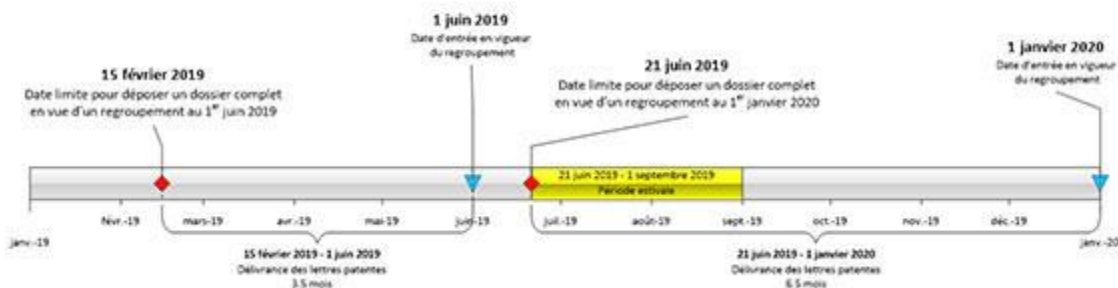 1 juin 2019
Date d'entrée en vigueur
du regroupement
1 janvier 2020
Date d'entrée en vigueur
du regroupement
15 février 2019
Date limite pour déposer un dossier complet
en vue d'un regroupement au 1er juin 2019
21 juin 2019
Date limite pour déposer un dossier complet
en vue d'un regroupement au 1er janvier 2020
21 juin 2019 - 1 septembre 2019
Période estivale
janv.-19
févr.-19
mars-19
avr.-19
mai-19
juin-19
juil.-19
août-19
sept.-19
oct.-19
nov.-19
déc.-19
janv.-20
15 février 2019 - 1 juin 2019
Délivrance des lettres patentes
3.5 mois
21 juin 2019 - 1 janvier 2020
Délivrance des lettres patentes
6.5 mois